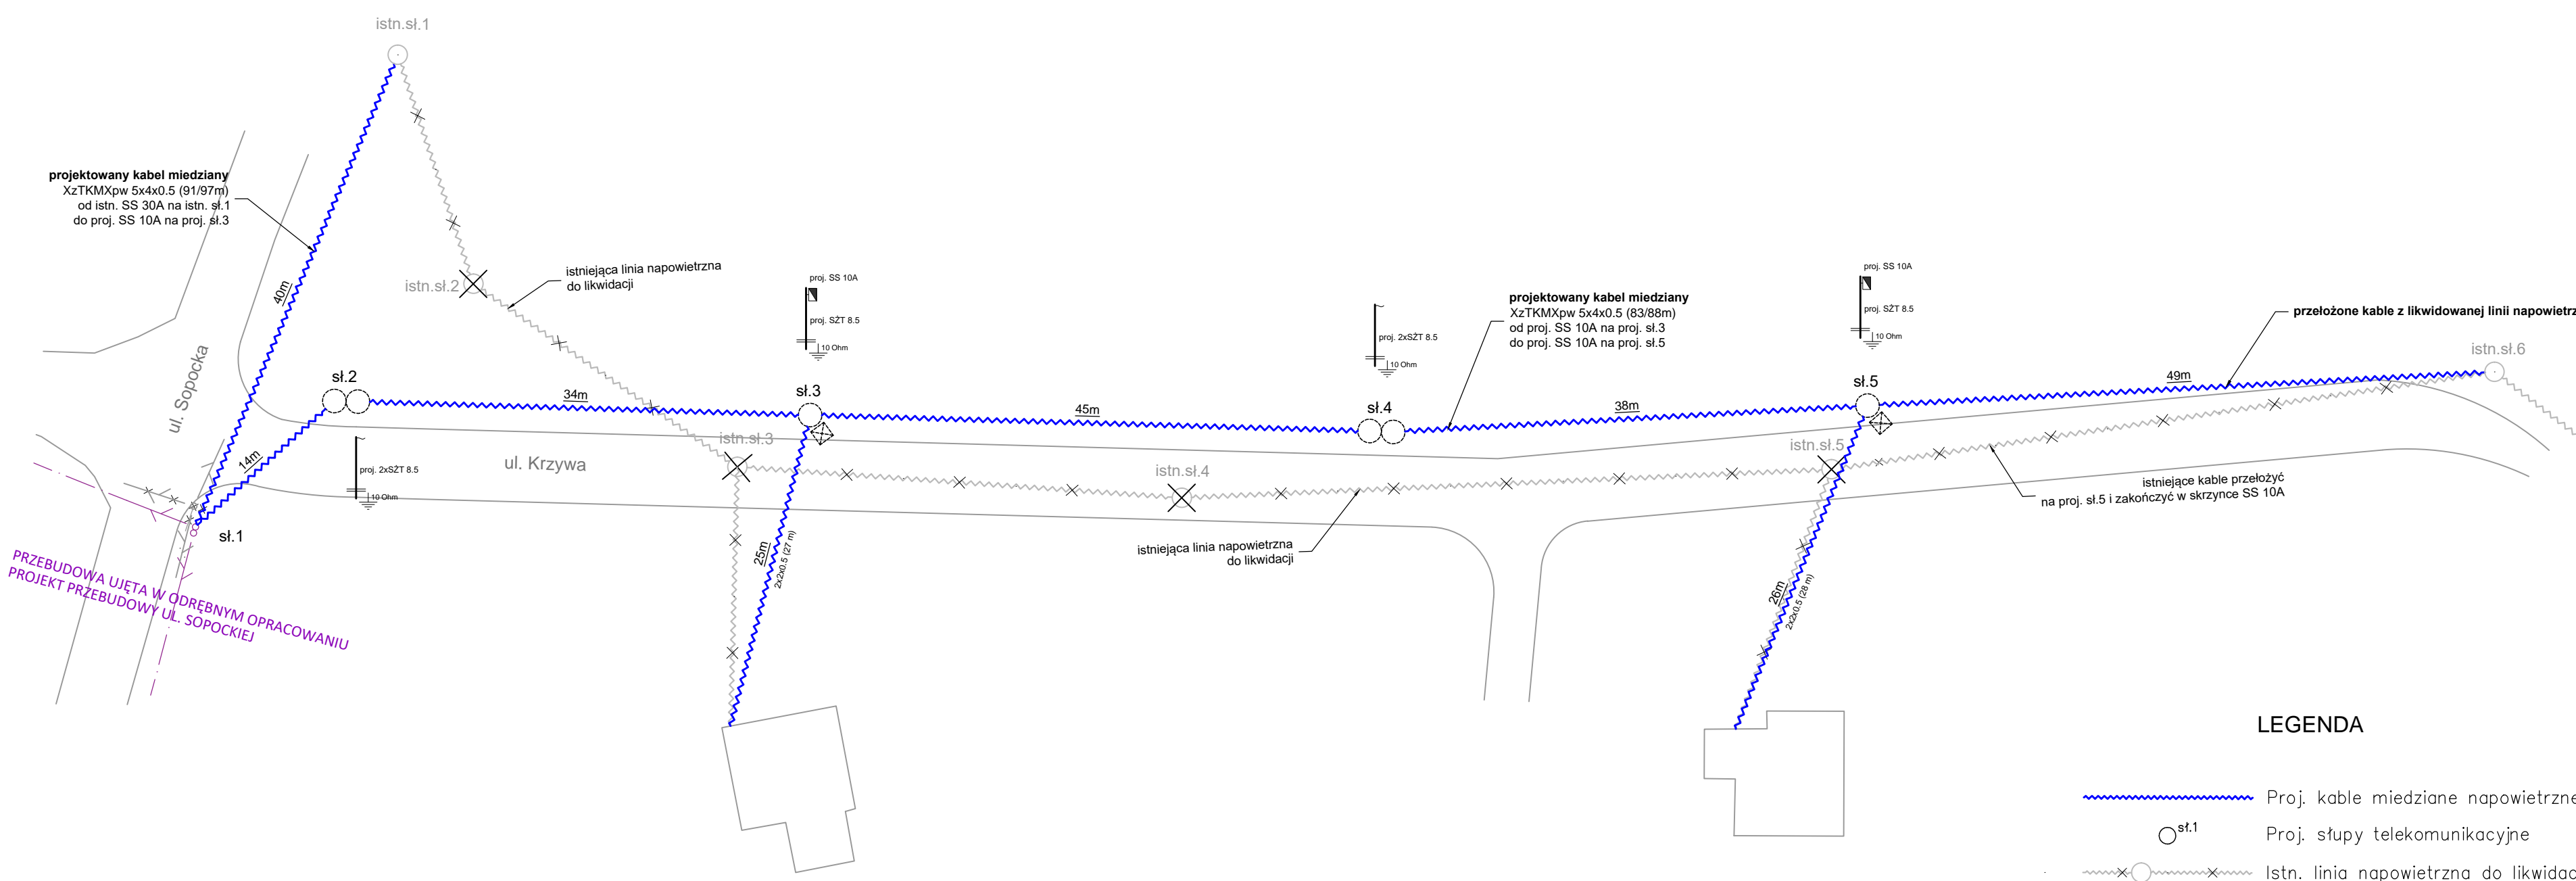 istn.sł.1
projektowany kabel miedziany
XzTKMXpw 5x4x0.5 (91/97m)
od istn. SS 30A na istn. sł.1
do proj. SS 10A na proj. sł.3
40m
istn.sł.2
istniejąca linia napowietrzna
do likwidacji
proj. SS 10A
proj. SŻT 8.5
10 Ohm
proj. 2xSŻT 8.5
10 Ohm
projektowany kabel miedziany
XzTKMXpw 5x4x0.5 (83/88m)
od proj. SS 10A na proj. sł.3
do proj. SS 10A na proj. sł.5
proj. SS 10A
proj. SŻT 8.5
10 Ohm
przełożone kable z likwidowanej linii napowietrz
istn.sł.6
ul. Sopocka
sł.2
34m
sł.3
45m
sł.4
38m
sł.5
49m
14m
proj. 2xSŻT 8.5
10 Ohm
ul. Krzywa
istn.sł.3
istn.sł.4
istn.sł.5
sł.1
istniejące kable przełożyć
na proj. sł.5 i zakończyć w skrzynce SS 10A
istniejąca linia napowietrzna
do likwidacji
25m
2x2x0.5 (27 m)
26m
2x2x0.5 (28 m)
PRZEBUDOWA UJĘTA W ODRĘBNYM OPRACOWANIU
PROJEKT PRZEBUDOWY UL. SOPOCKIEJ
LEGENDA
Proj. kable miedziane napowietrzne
sł.1
Proj. słupy telekomunikacyjne
Istn. linia napowietrzna do likwidac